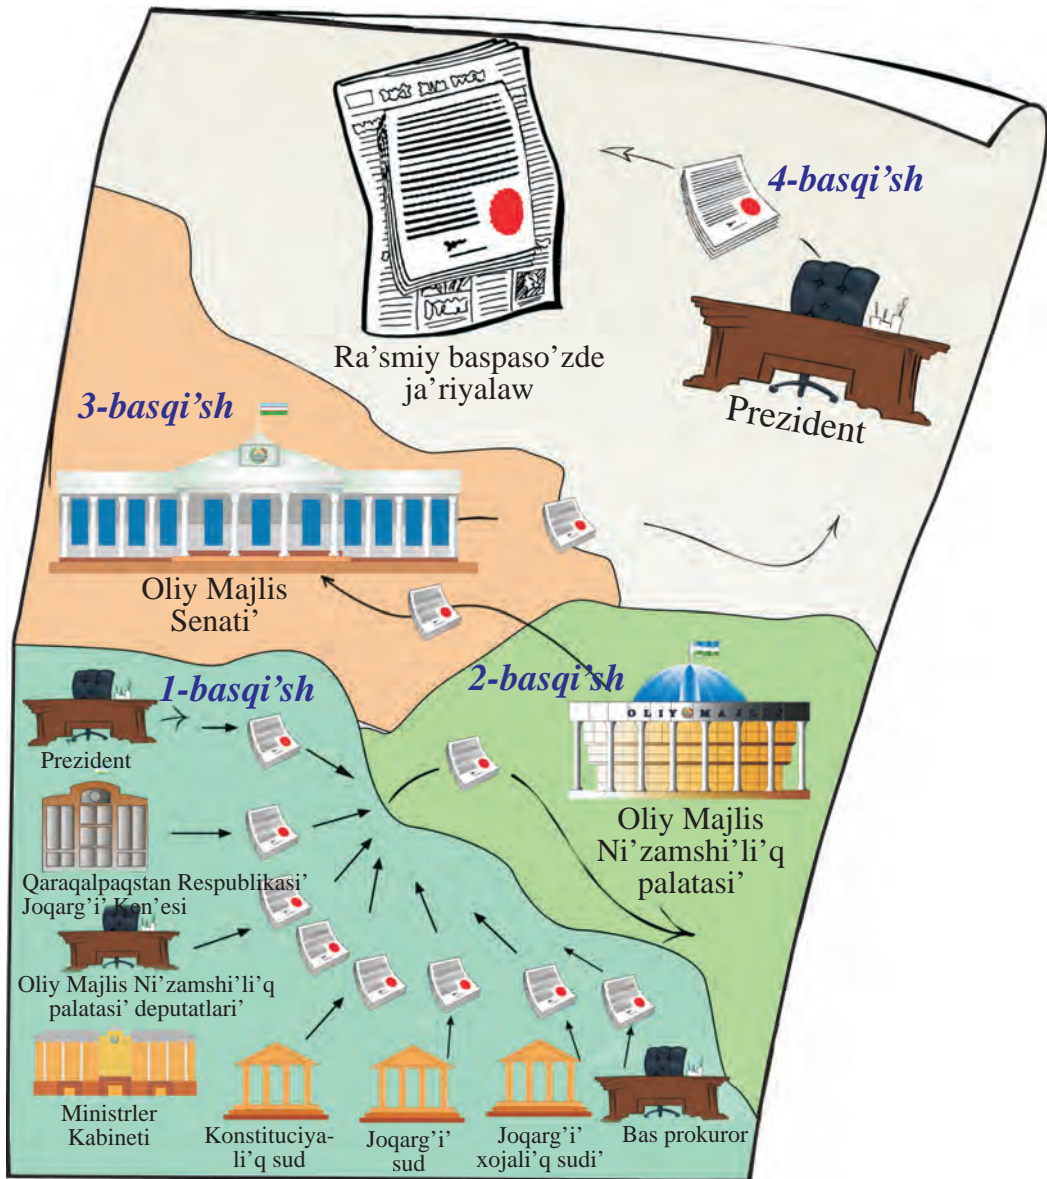 4-basqi'sh
Ra'smiy baspaso'zde
ja'riyalaw
Prezident
3-basqi'sh
Oliy Majlis
Senati'
1-basqi'sh
2-basqi'sh
OLIY MAJLIS
Prezident
Oliy Majlis
Ni'zamshi'li'q
palatasi'
Qaraqalpaqstan Respublikasi'
Joqarg'i' Ken'esi
Oliy Majlis Ni'zamshi'li'q
palatasi' deputatlari'
Ministrler
Kabineti
Konstituciya-
li'q sud
Joqarg'i'
sud
Joqarg'i'
xojali'q sudi'
Bas prokuror